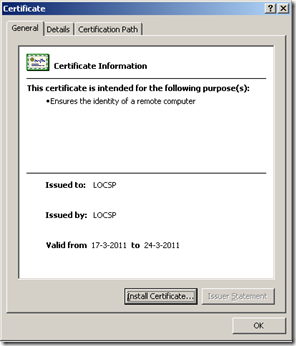 Certificate
General Details Certification Path
Certificate Information
This certificate is intended for the following purpose(s):
•Ensures the identity of a remote computer
Issued to: LOCSP
Issued by: LOCSP
Valid from 17-3-2011 to 24-3-2011
Install Certificate... Issuer Statement
OK